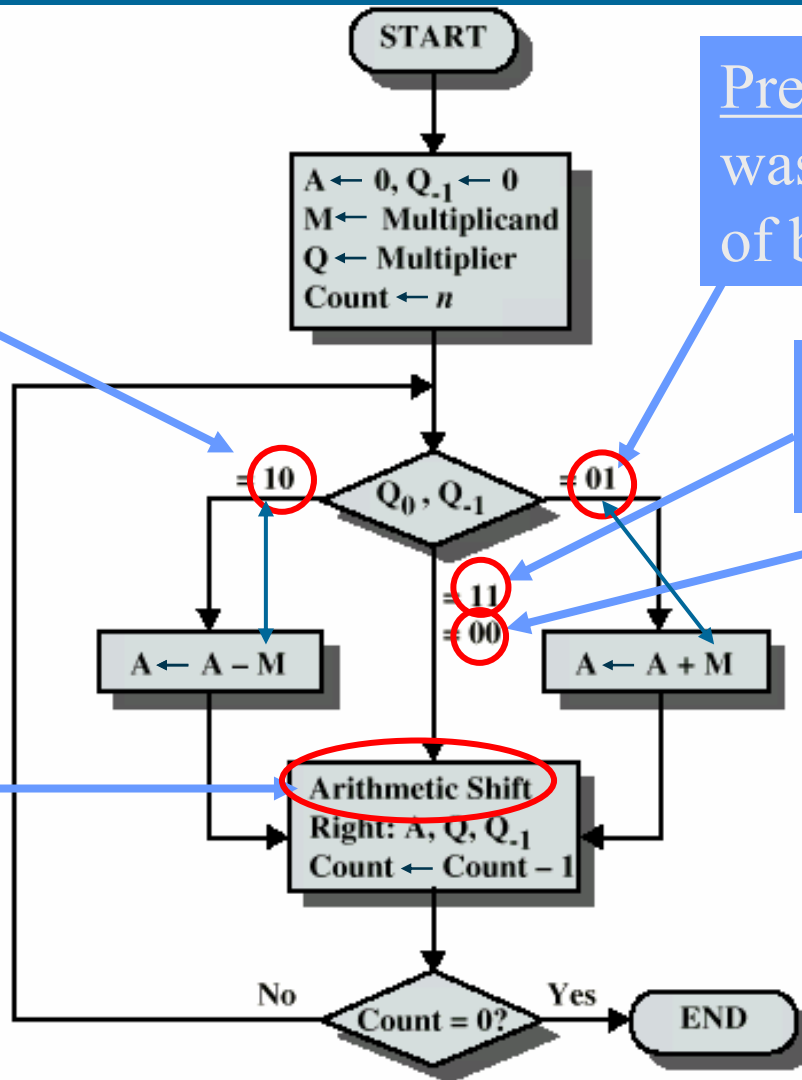 START
Pre
was
of b
A ← 0, Q₋₁ ← 0
M ← Multiplicand
Q ← Multiplier
Count ← n
= 10
Q₀ , Q₋₁
= 01
= 11
= 00
A ← A – M
A ← A + M
Arithmetic Shift
Right: A, Q, Q₋₁
Count ← Count – 1
No
Count = 0?
Yes
END